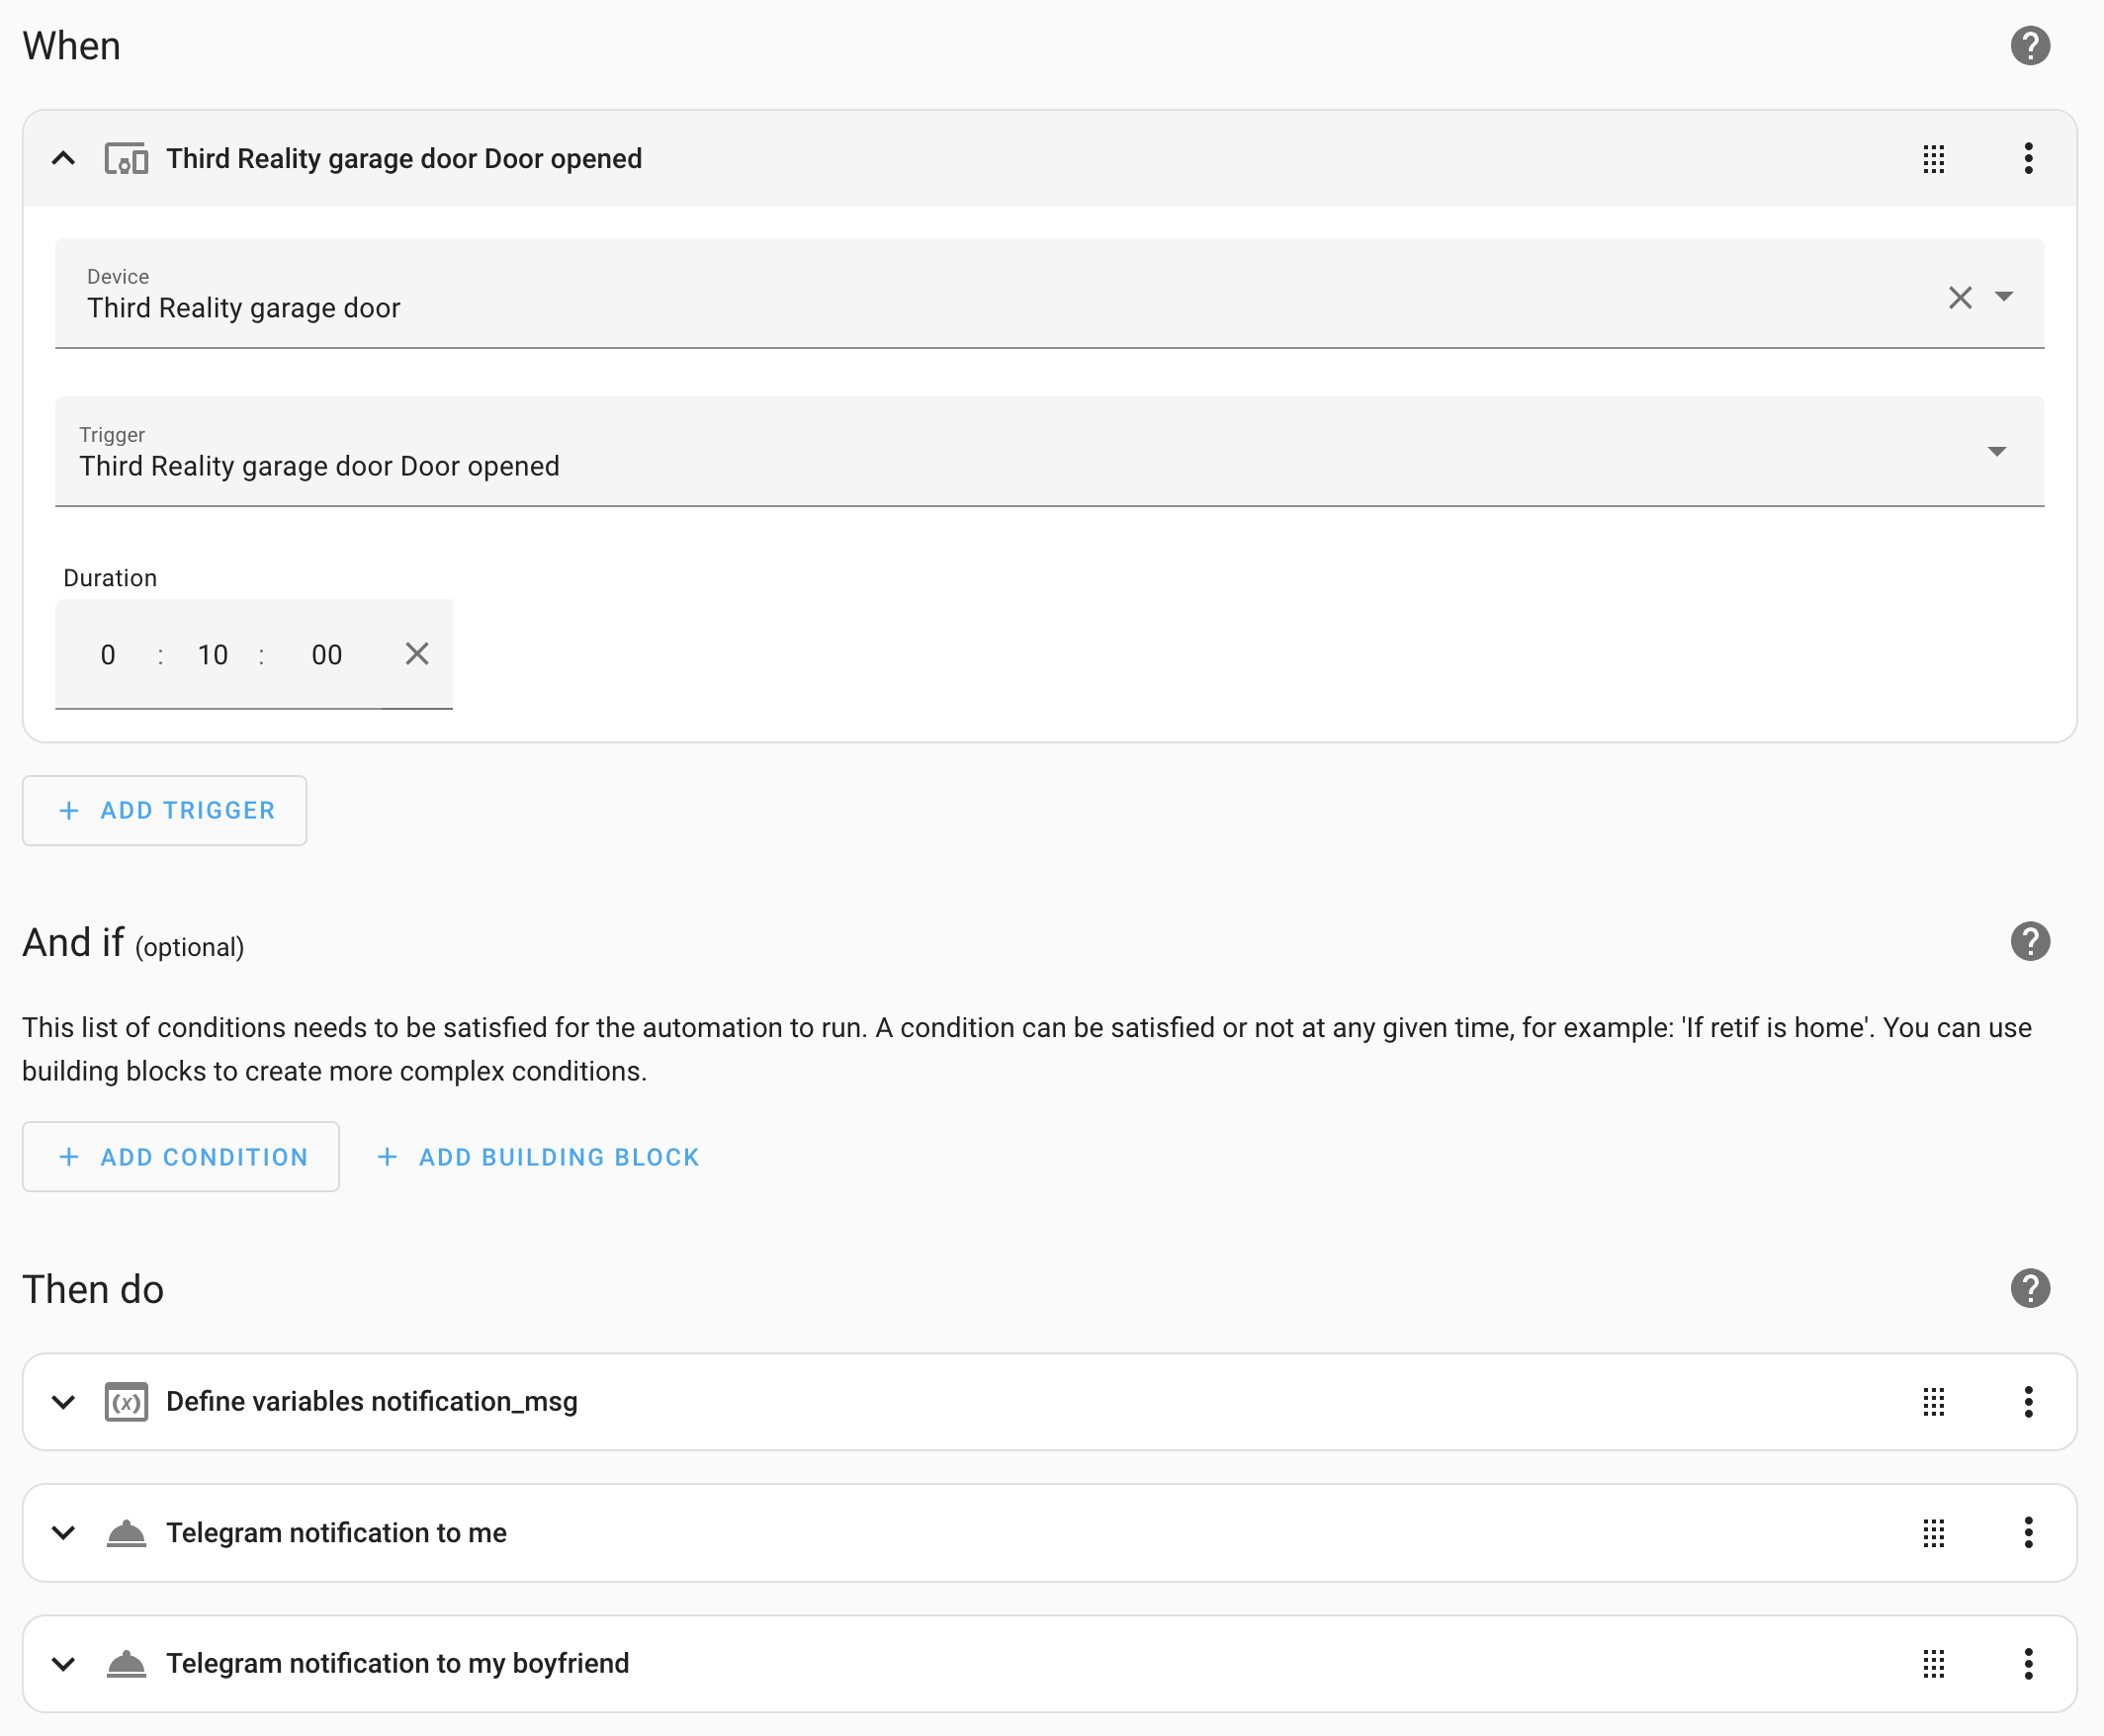 When
Third Reality garage door Door opened
Device
Third Reality garage door
Trigger
Third Reality garage door Door opened
Duration
0 : 10 : 00
+ ADD TRIGGER
And if (optional)
This list of conditions needs to be satisfied for the automation to run. A condition can be satisfied or not at any given time, for example: 'If retif is home'. You can use
building blocks to create more complex conditions.
+ ADD CONDITION + ADD BUILDING BLOCK
Then do
Define variables notification_msg
Telegram notification to me
Telegram notification to my boyfriend